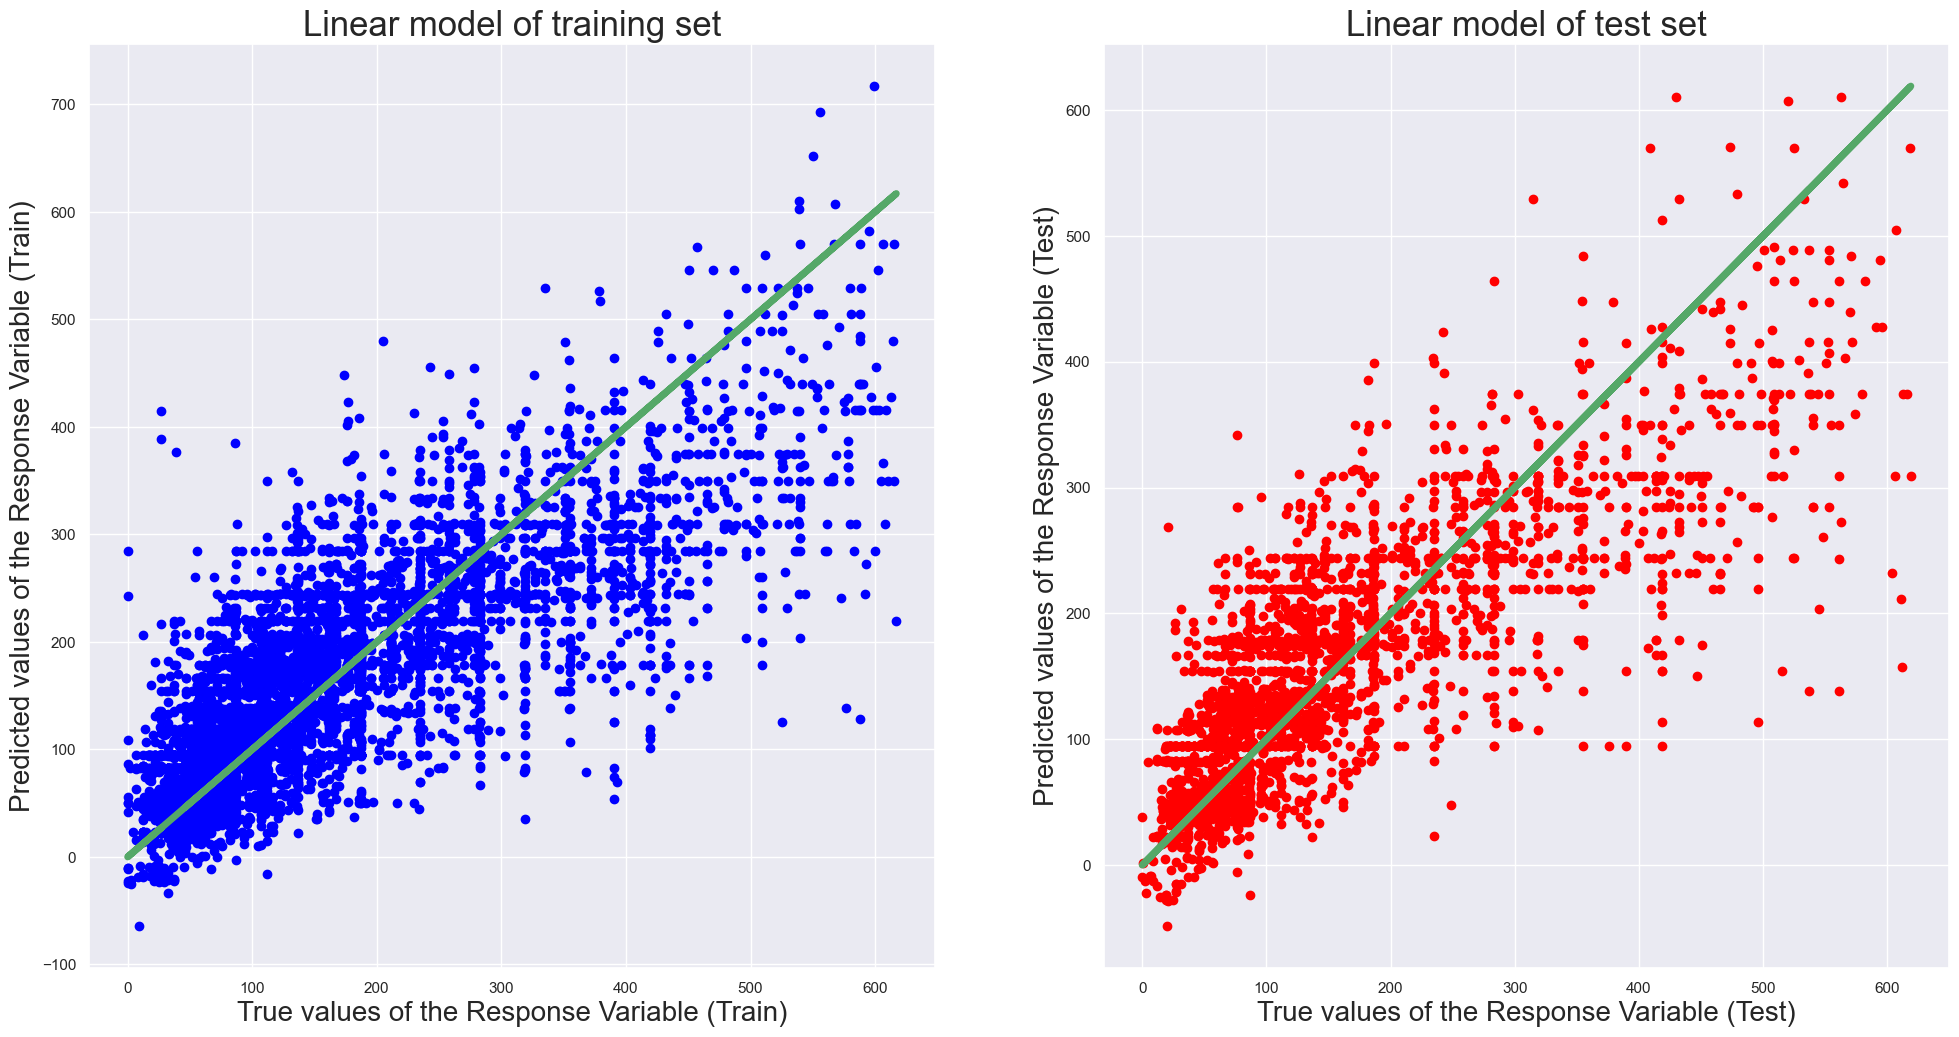 Linear model of training set
Predicted values of the Response Variable (Train)
700
600
500
400
300
200
100
0
−100
0 100 200 300 400 500 600
True values of the Response Variable (Train)
Linear model of test set
Predicted values of the Response Variable (Test)
600
500
400
300
200
100
0
0 100 200 300 400 500 600
True values of the Response Variable (Test)